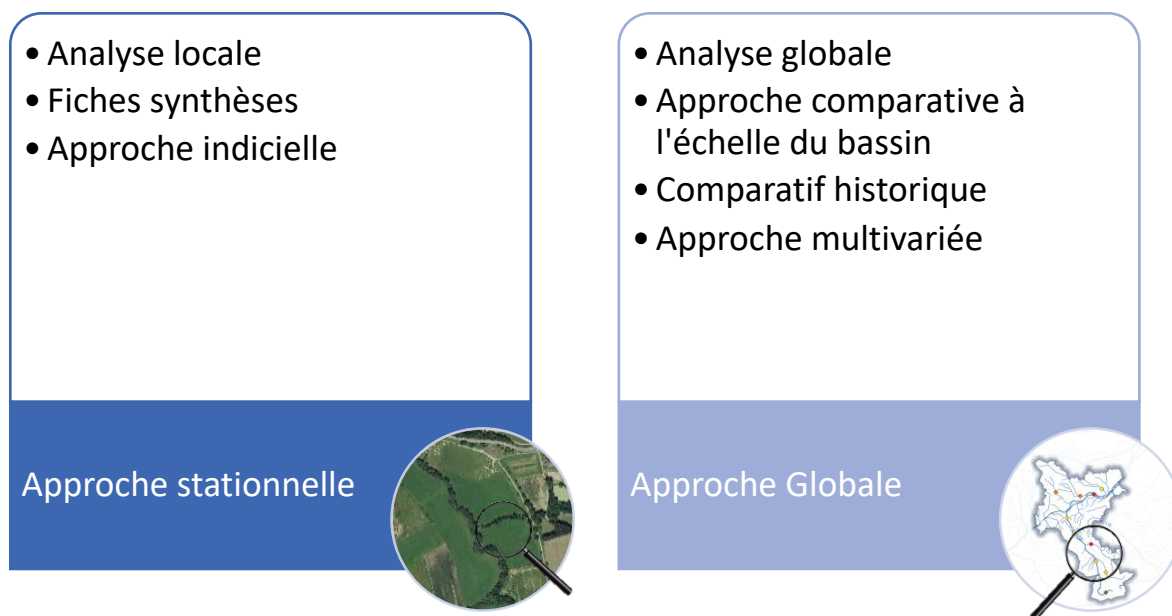 • Analyse locale
• Fiches synthèses
• Approche indicielle
Approche stationnelle
• Analyse globale
• Approche comparative à
l'échelle du bassin
• Comparatif historique
• Approche multivariée
Approche Globale